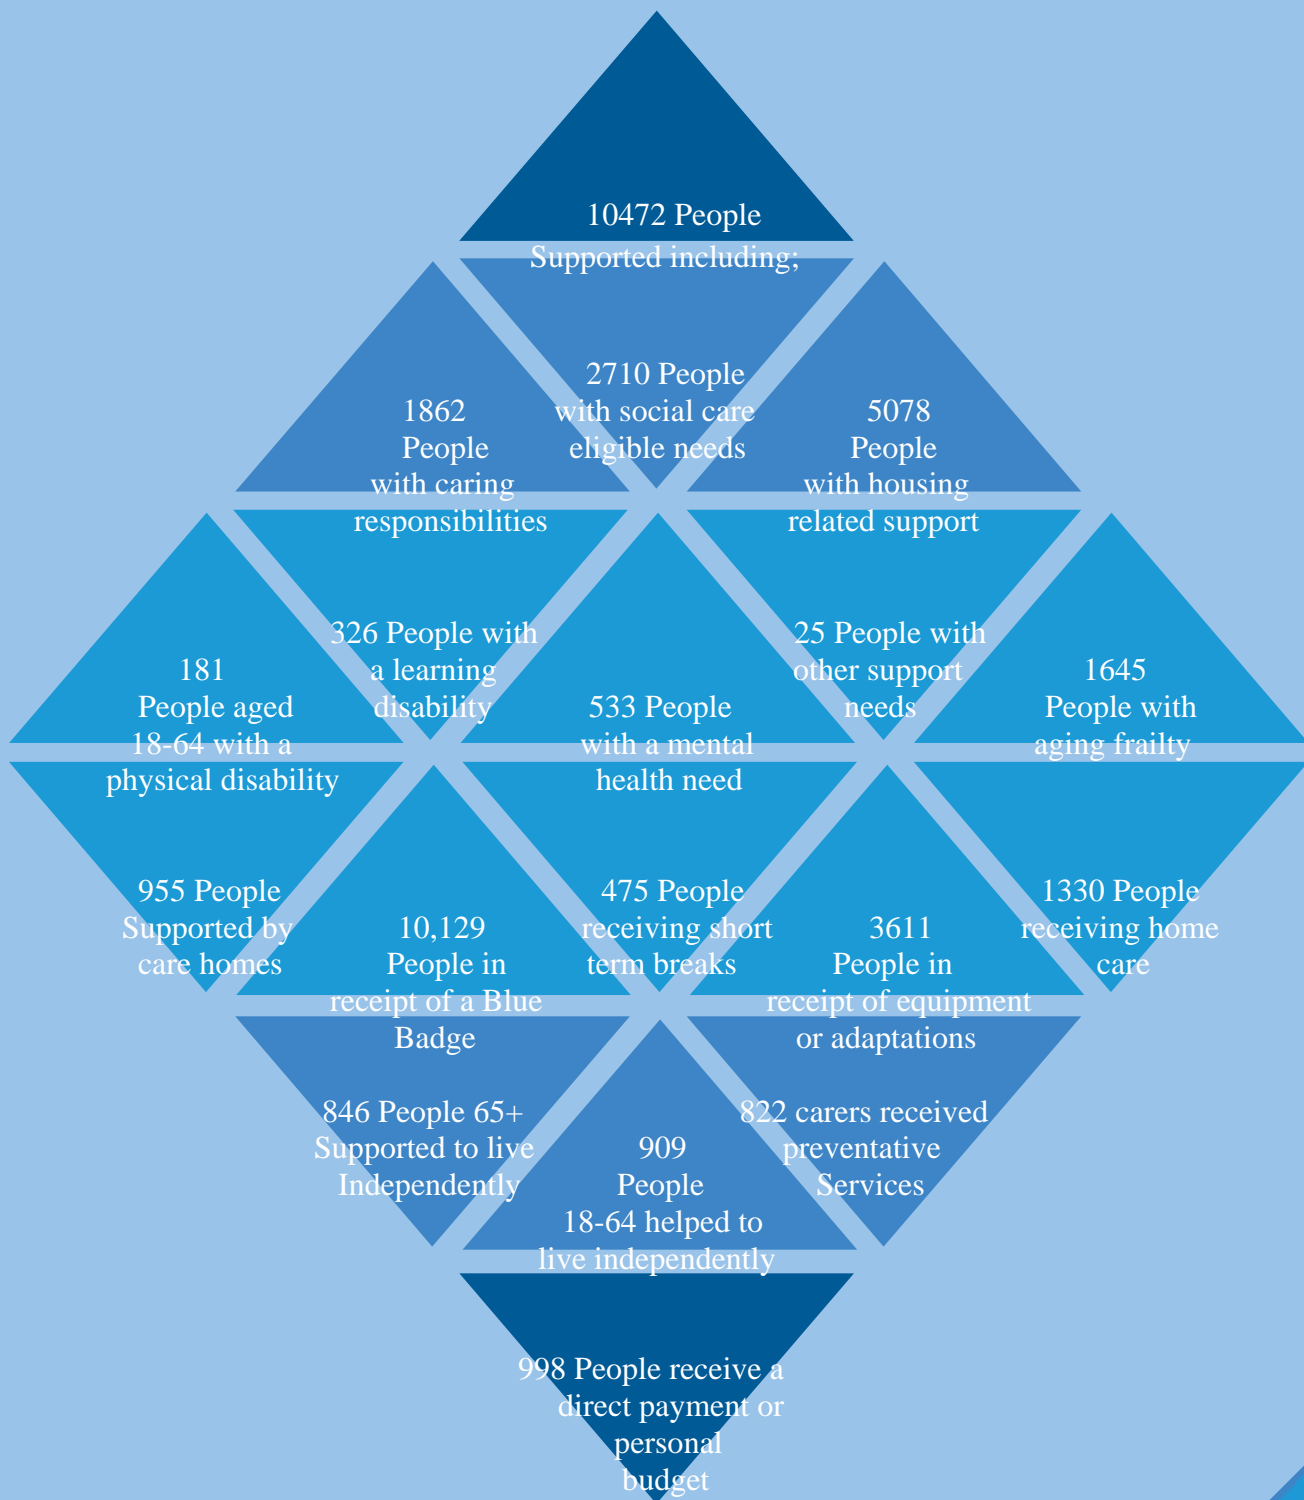 10472 People
Supported including;
2710 People
with social care
eligible needs
1862
People
with caring
responsibilities
5078
People
with housing
related support
181
People aged
18-64 with a
physical disability
326 People with
a learning
disability
533 People
with a mental
health need
25 People with
other support
needs
1645
People with
aging frailty
955 People
Supported by
care homes
10,129
People in
receipt of a Blue
Badge
475 People
receiving short
term breaks
3611
People in
receipt of equipment
or adaptations
1330 People
receiving home
care
846 People 65+
Supported to live
Independently
909
People
18-64 helped to
live independently
822 carers received
preventative
Services
998 People receive a
direct payment or
personal
budget